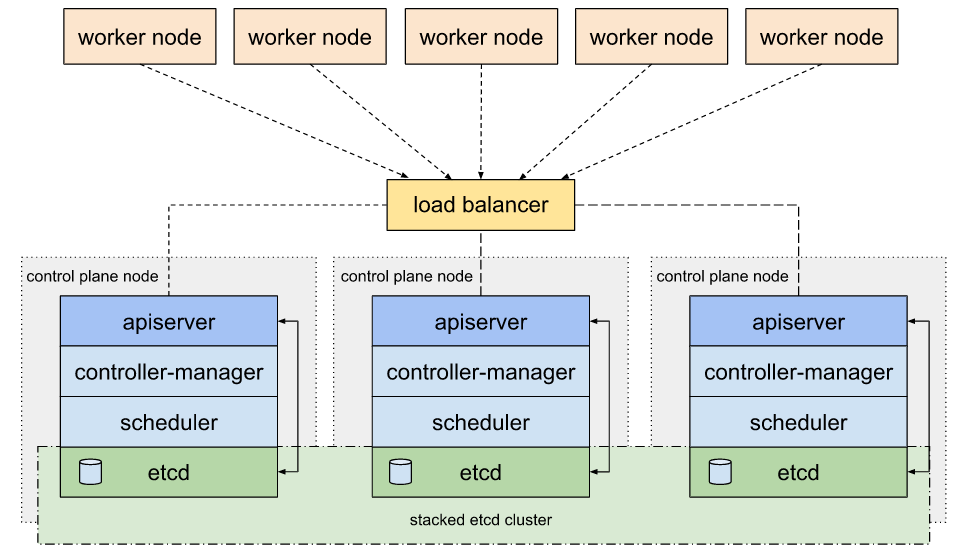 worker node
worker node
worker node
worker node
worker node
load balancer
control plane node
control plane node
control plane node
apiserver
apiserver
apiserver
controller-manager
controller-manager
controller-manager
scheduler
scheduler
scheduler
etcd
etcd
etcd
stacked etcd cluster